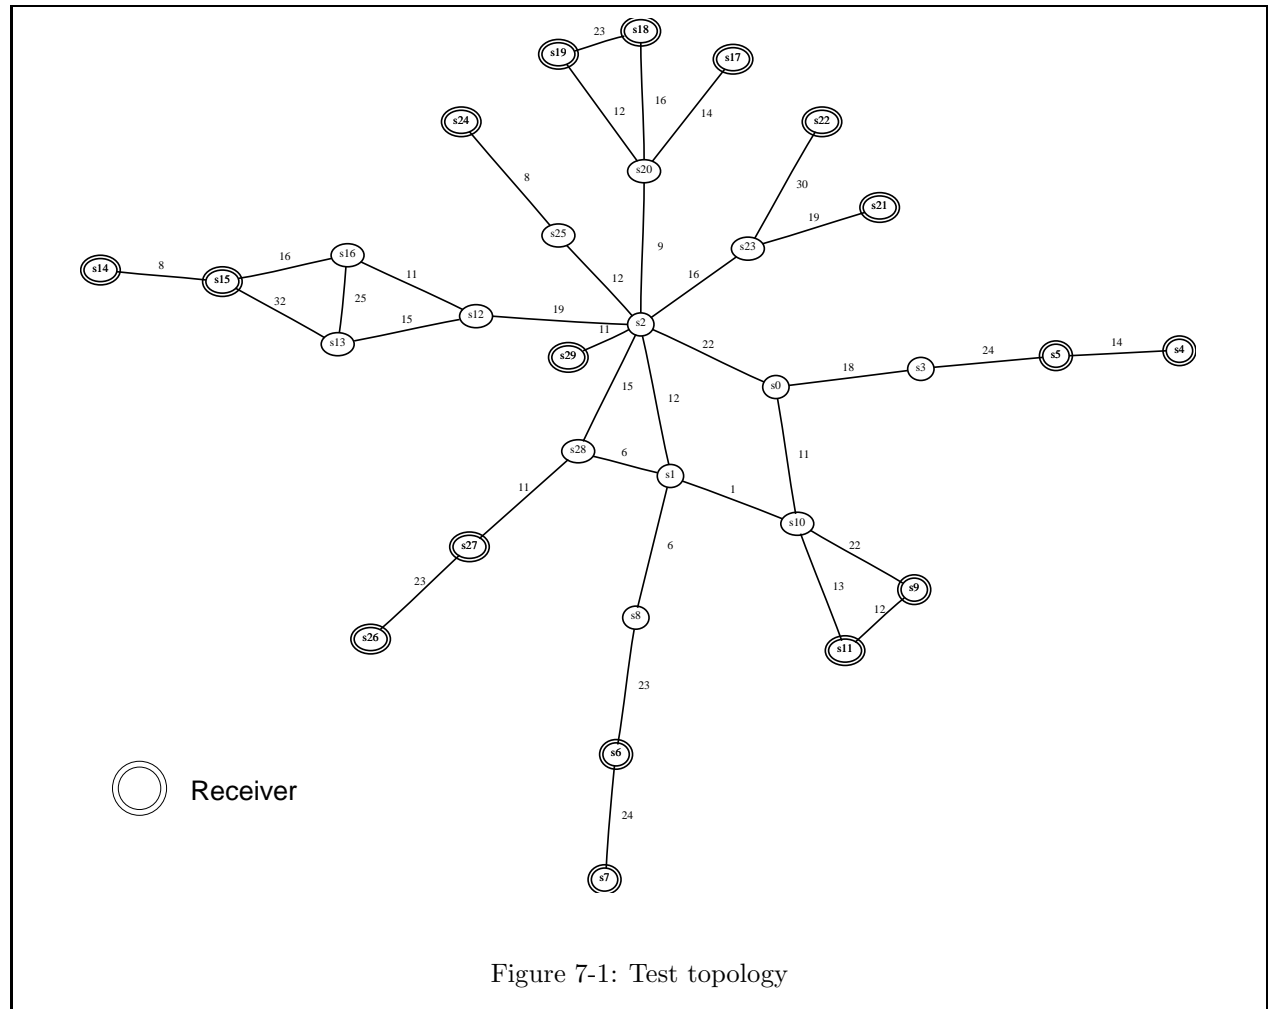 23
s18
s19
s17
12
16
14
s24
s22
s20
8
30
s21
19
s25
s23
9
16
12
s14
8
s15
16
s16
11
25
32
15
s13
s12
19
s2
11
s29
22
s0
18
s3
24
s5
14
s4
15
12
11
s28
6
s1
1
s10
11
s27
23
s26
6
s8
22
13
12
s9
s11
23
s6
24
s7
Receiver
Figure 7-1: Test topology